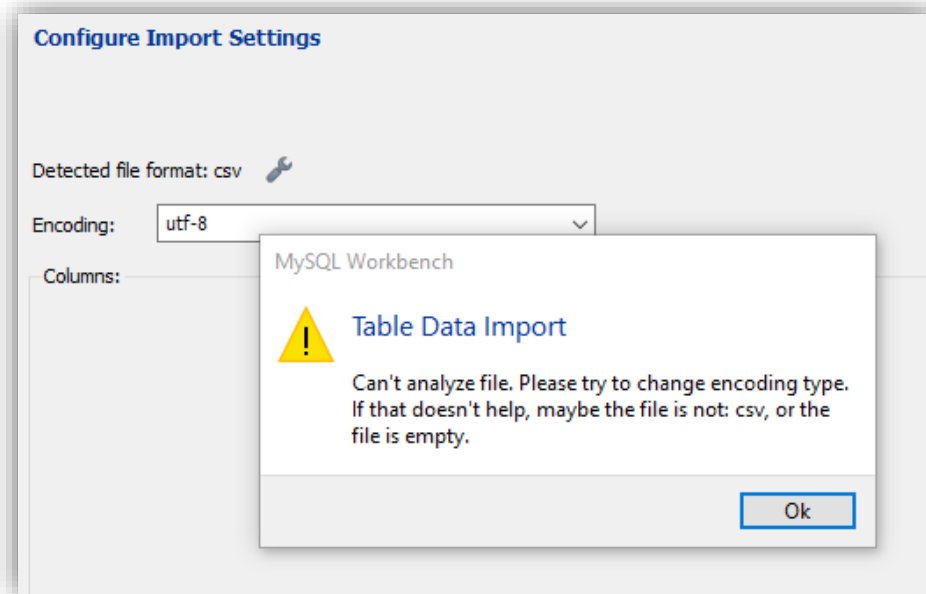 Configure Import Settings
Detected file format: csv
Encoding:
utf-8
Columns:
MySQL Workbench
Table Data Import
Can't analyze file. Please try to change encoding type.
If that doesn't help, maybe the file is not: csv, or the
file is empty.
Ok